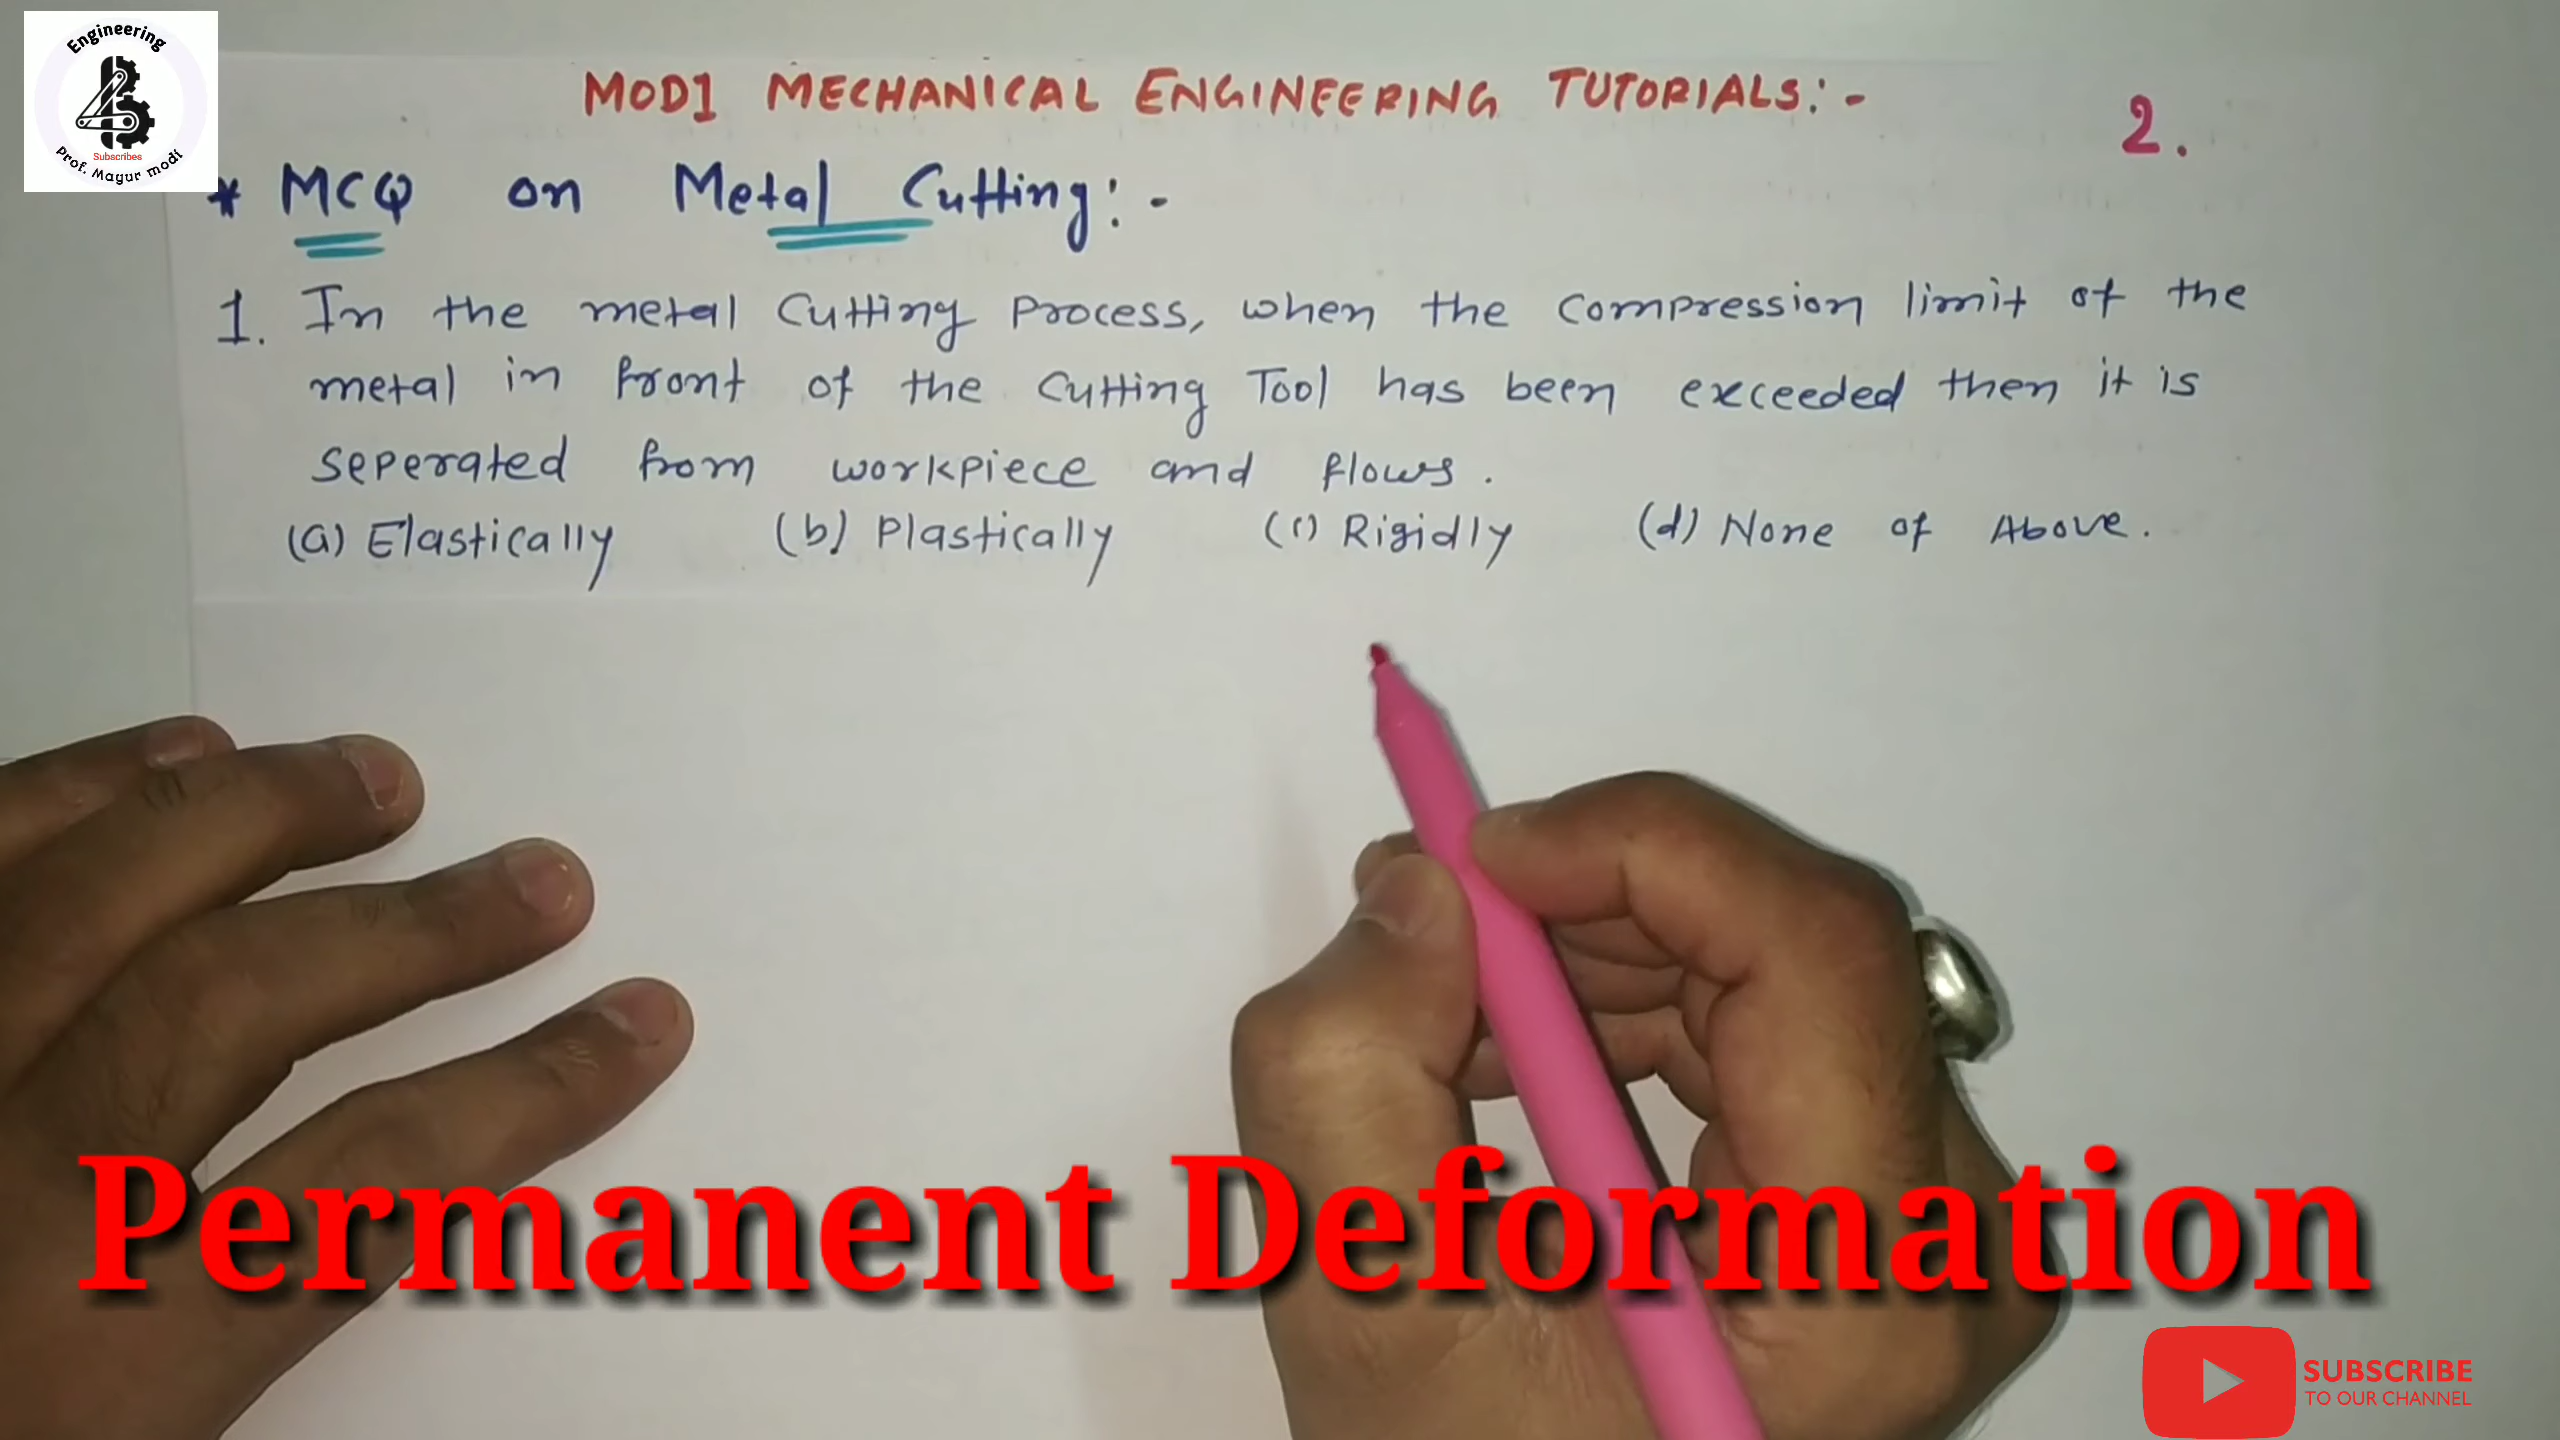 Engineering
Subscribes
Prof. Mayur modi
MODI MECHANICAL ENGINEERING TUTORIALS:-
2.
* MCQ on Metal Cutting:-
1. In the metal Cutting Process, when the Compression limit of the
metal in front of the Cutting Tool has been exceeded then it is
seperated from workpiece and flows.
(a) Elastically (b) Plastically (c) Rigidly (d) None of Above.
Permanent Deformation
SUBSCRIBE
TO OUR CHANNEL